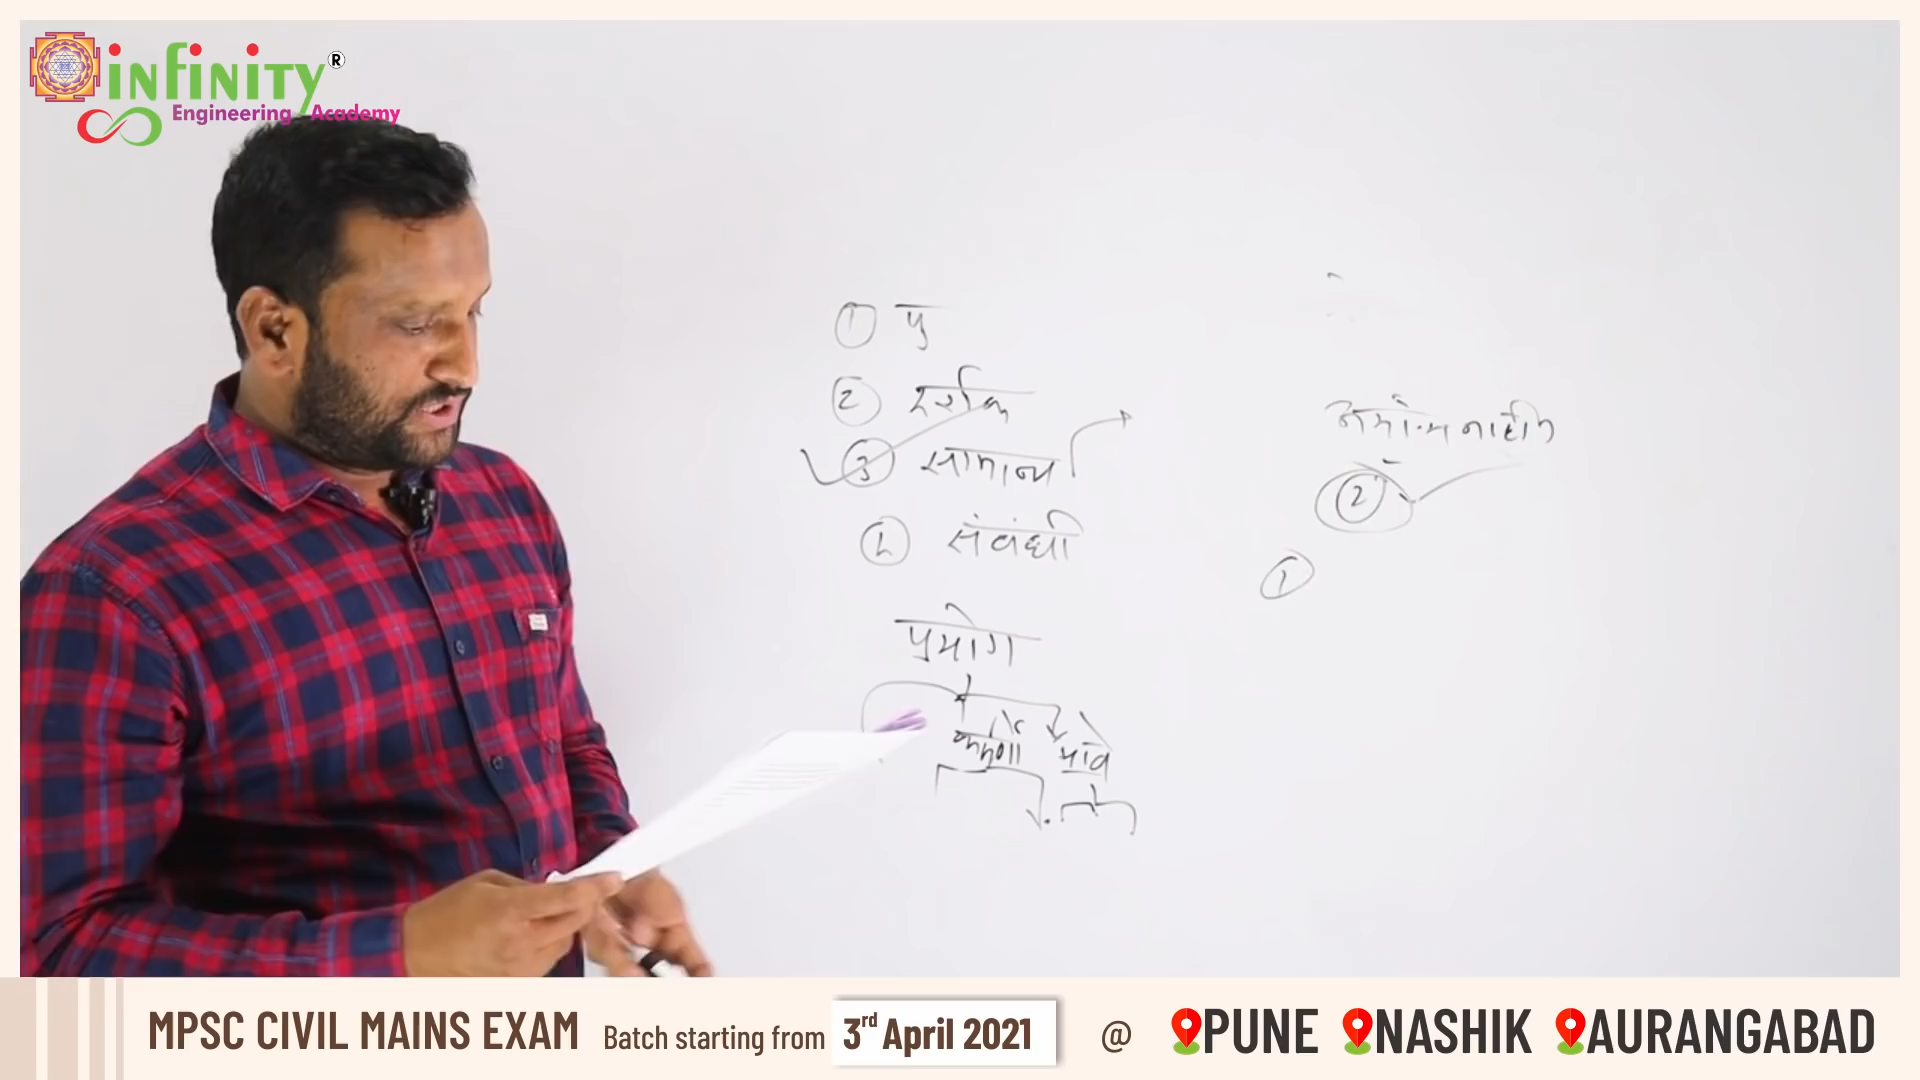 infinity ®
Engineering Academy
1 पु
2 दर्शक
3 सामान्य
संबंधी
प्रयोग
कर्मणी भावे
2
1
MPSC CIVIL MAINS EXAM Batch starting from 3rd April 2021 @ PUNE NASHIK AURANGABAD